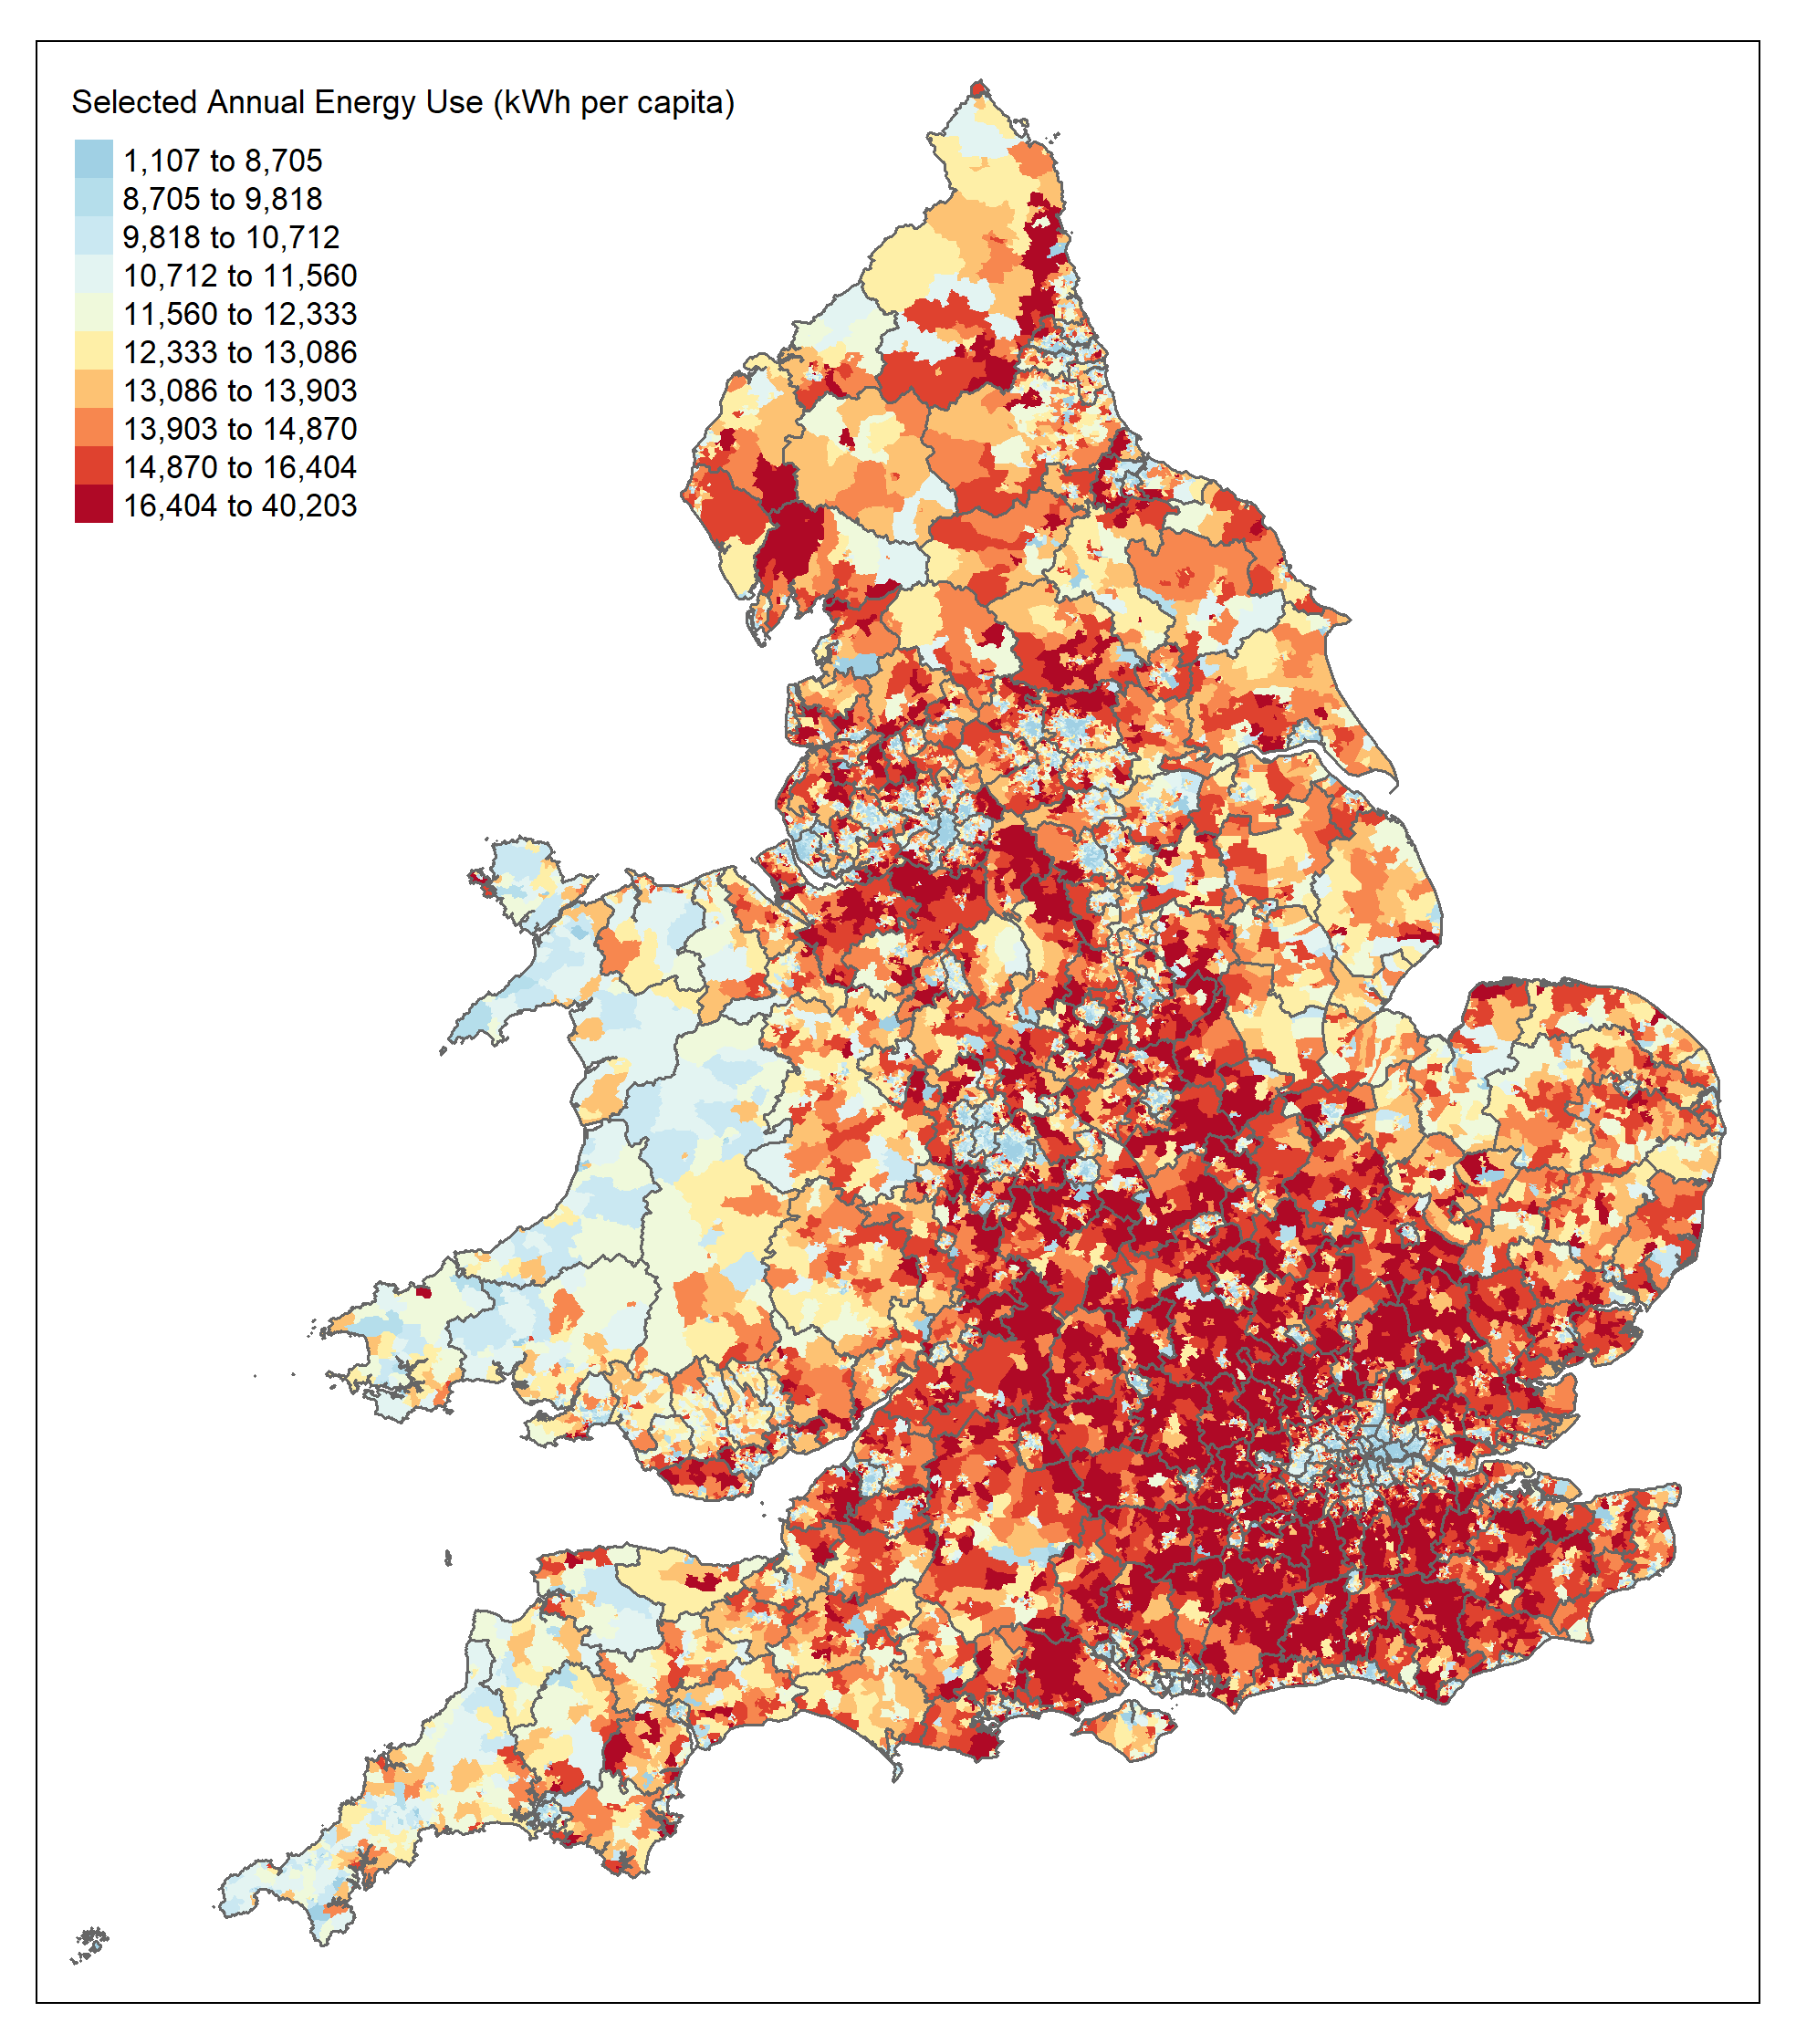 Selected Annual Energy Use (kWh per capita)
1,107 to 8,705
8,705 to 9,818
9,818 to 10,712
10,712 to 11,560
11,560 to 12,333
12,333 to 13,086
13,086 to 13,903
13,903 to 14,870
14,870 to 16,404
16,404 to 40,203